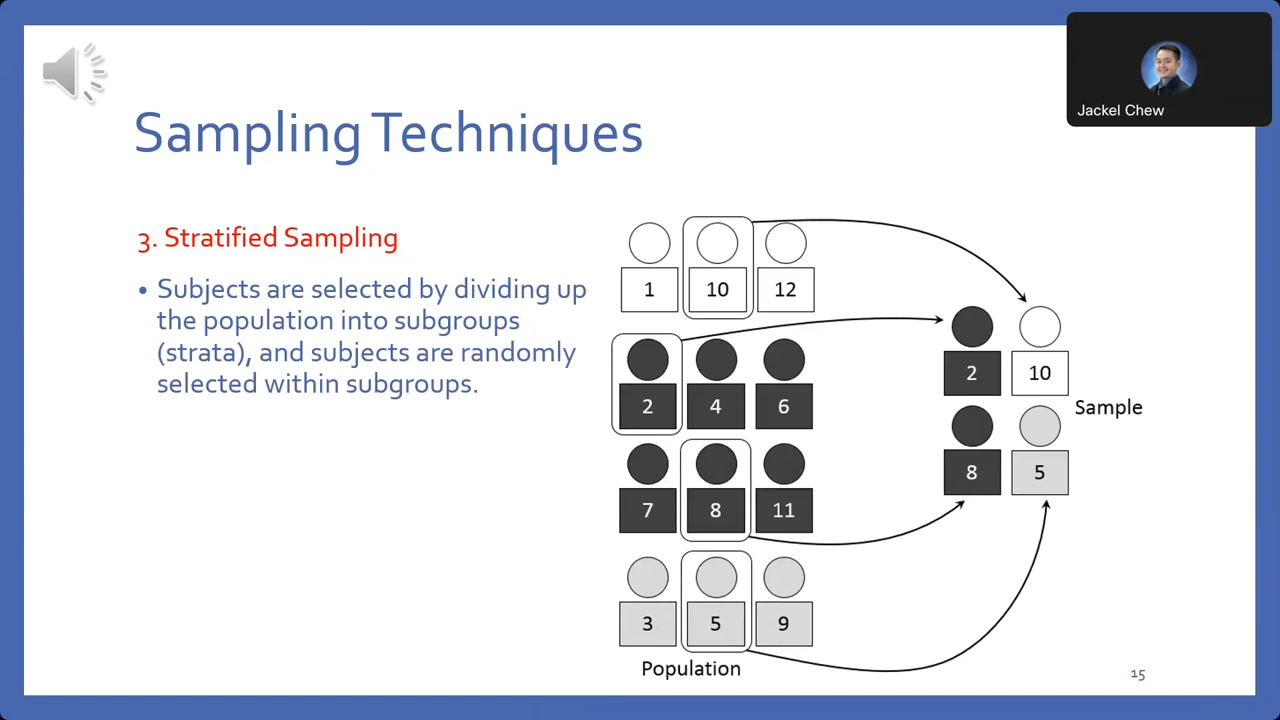 Jackel Chew
Sampling Techniques
3. Stratified Sampling
• Subjects are selected by dividing up
the population into subgroups
(strata), and subjects are randomly
selected within subgroups.
1 10 12
2 4 6
7 8 11
3 5 9
Population
2 10
8 5
Sample
15